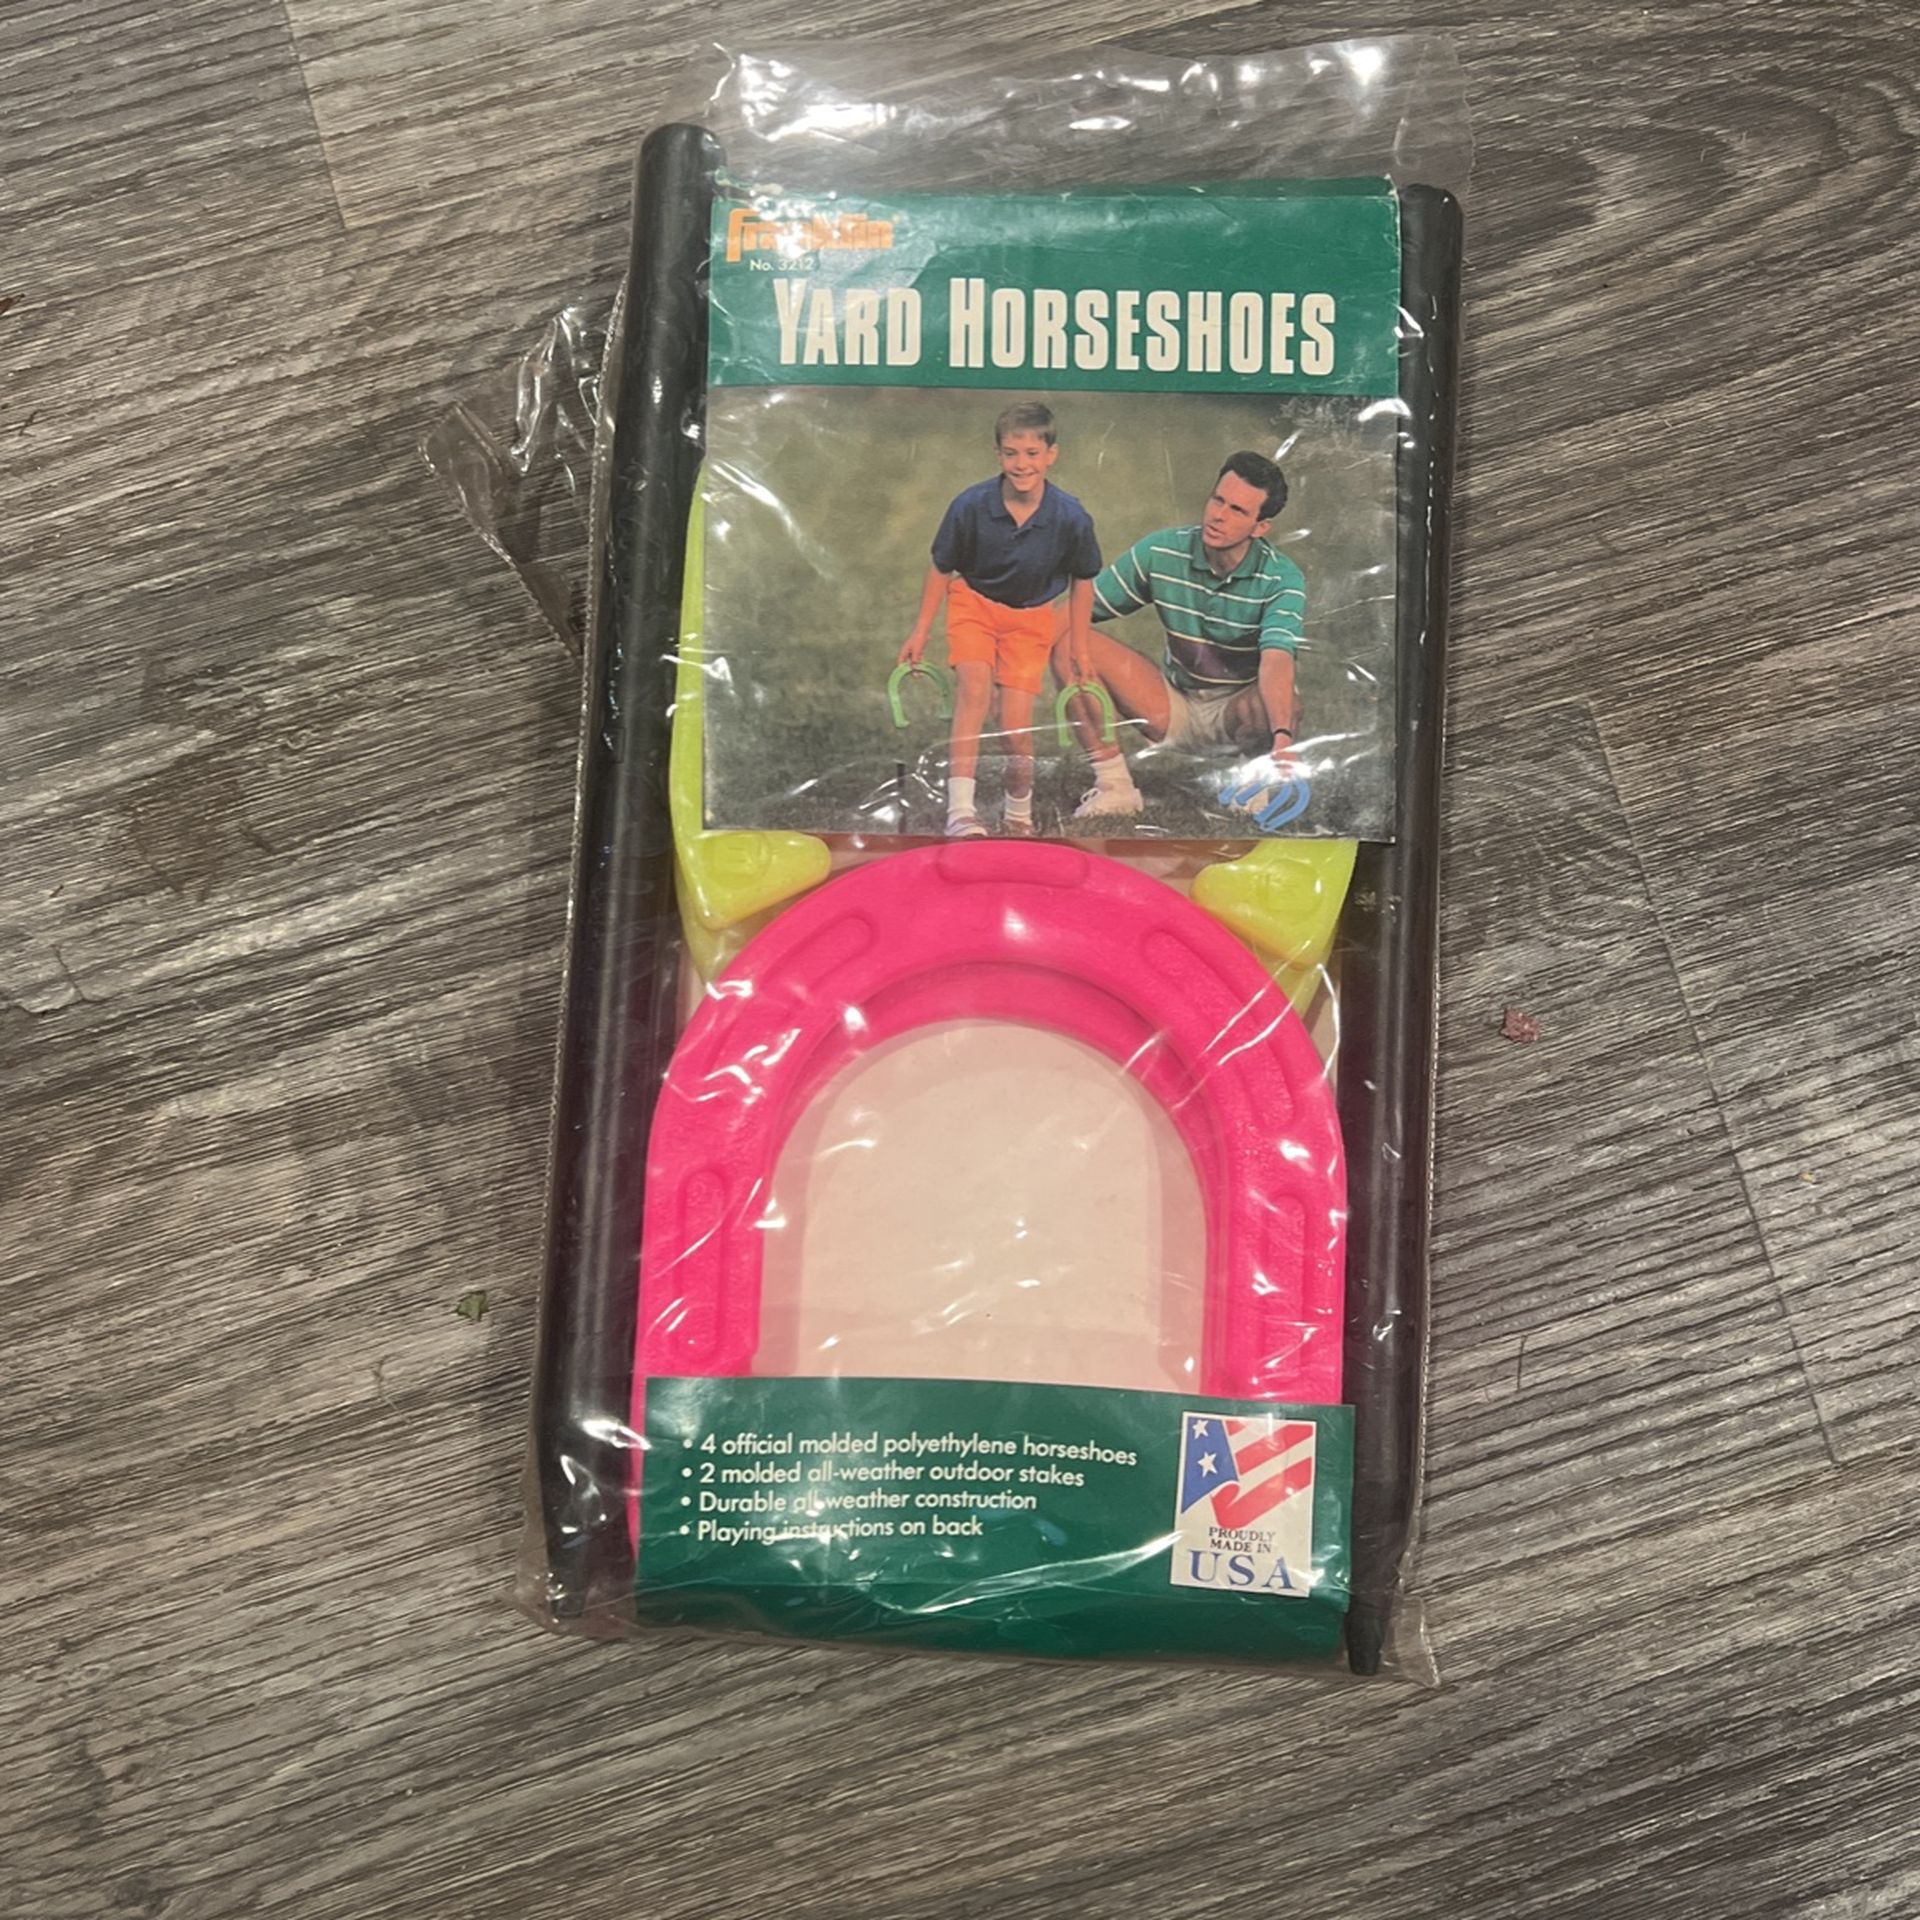 Franklin
No. 3212
YARD HORSESHOES
• 4 official molded polyethylene horseshoes
• 2 molded all-weather outdoor stakes
• Durable all-weather construction
• Playing instructions on back
PROUDLY
MADE IN
USA